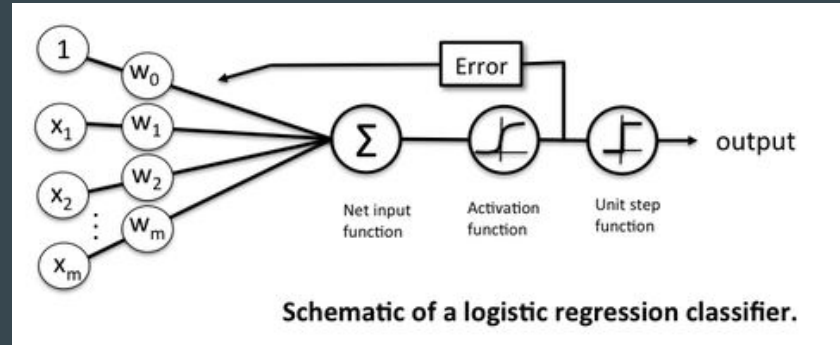 1
w0
Error
x1
w1
Σ
output
x2
w2
⋮
wm
xm
Net input
function
Activation
function
Unit step
function
Schematic of a logistic regression classifier.